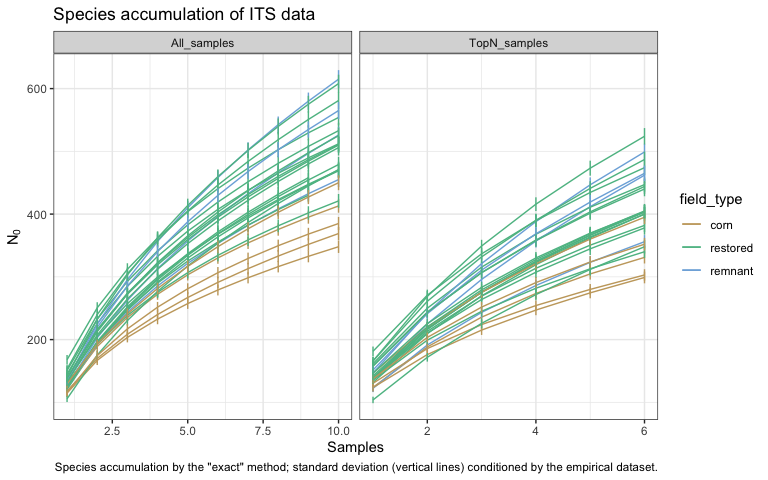 Species accumulation of ITS data
All_samples
TopN_samples
600
400
200
N0
2.5
5.0
7.5
10.0
2
4
6
Samples
field_type
corn
restored
remnant
Species accumulation by the "exact" method; standard deviation (vertical lines) conditioned by the empirical dataset.